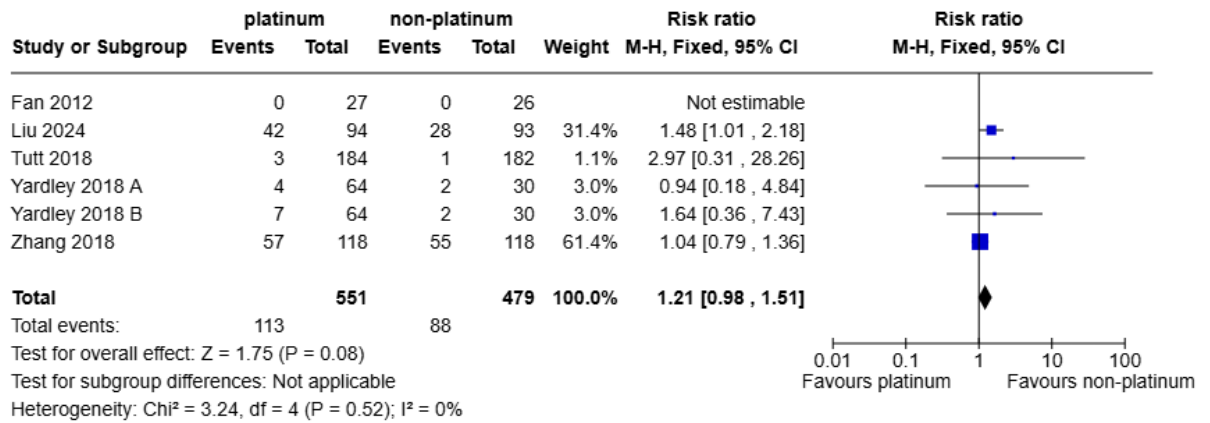 platinum non-platinum Risk ratio Risk ratio
Study or Subgroup Events Total Events Total Weight M-H, Fixed, 95% CI M-H, Fixed, 95% CI
Fan 2012 0 27 0 26 Not estimable
Liu 2024 42 94 28 93 31.4% 1.48 [1.01 , 2.18]
Tutt 2018 3 184 1 182 1.1% 2.97 [0.31 , 28.26]
Yardley 2018 A 4 64 2 30 3.0% 0.94 [0.18 , 4.84]
Yardley 2018 B 7 64 2 30 3.0% 1.64 [0.36 , 7.43]
Zhang 2018 57 118 55 118 61.4% 1.04 [0.79 , 1.36]
Total 551 479 100.0% 1.21 [0.98 , 1.51]
Total events: 113 88
Test for overall effect: Z = 1.75 (P = 0.08)
0.01 0.1 1 10 100
Test for subgroup differences: Not applicable
Favours platinum Favours non-platinum
Heterogeneity: Chi² = 3.24, df = 4 (P = 0.52); I² = 0%